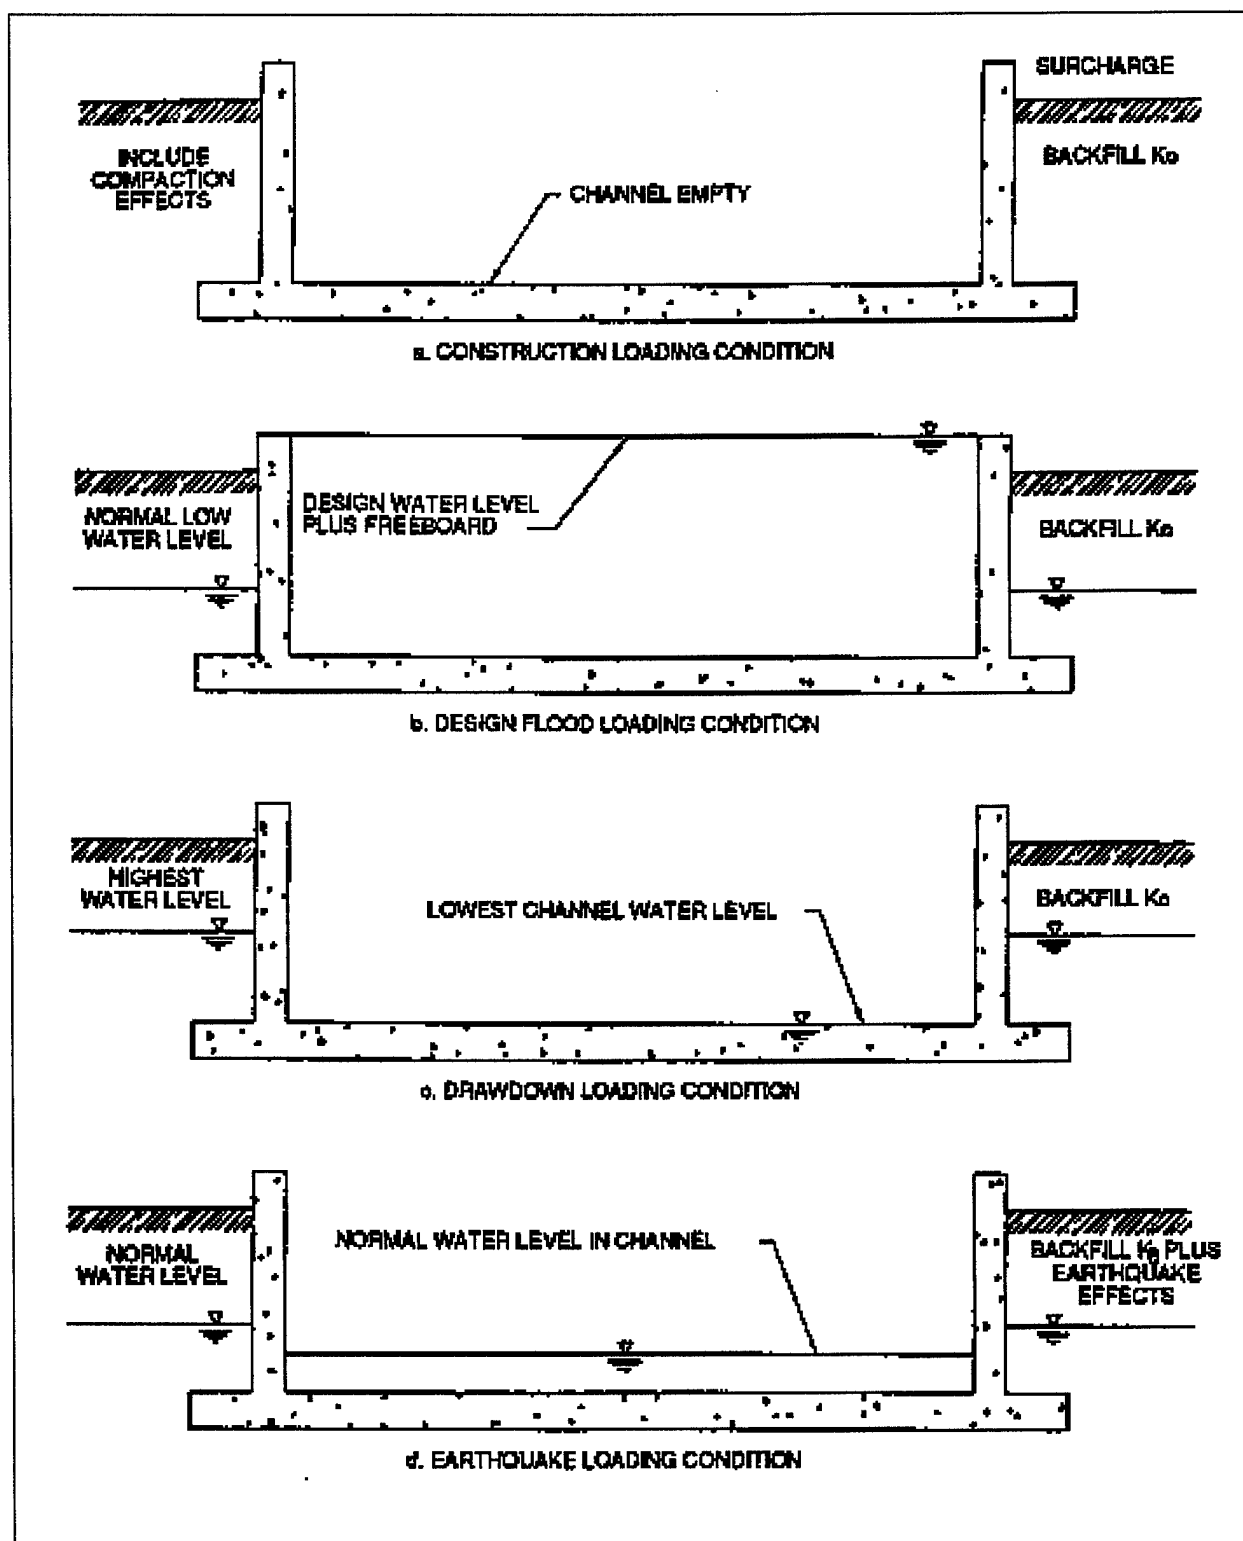 SURCHARGE
INCLUDE
COMPACTION
EFFECTS
BACKFILL Ko
CHANNEL EMPTY
a. CONSTRUCTION LOADING CONDITION
NORMAL LOW
WATER LEVEL
DESIGN WATER LEVEL
PLUS FREEBOARD
BACKFILL Ko
b. DESIGN FLOOD LOADING CONDITION
HIGHEST
WATER LEVEL
LOWEST CHANNEL WATER LEVEL
BACKFILL Ko
c. DRAWDOWN LOADING CONDITION
NORMAL
WATER LEVEL
NORMAL WATER LEVEL IN CHANNEL
BACKFILL Ko PLUS
EARTHQUAKE
EFFECTS
d. EARTHQUAKE LOADING CONDITION